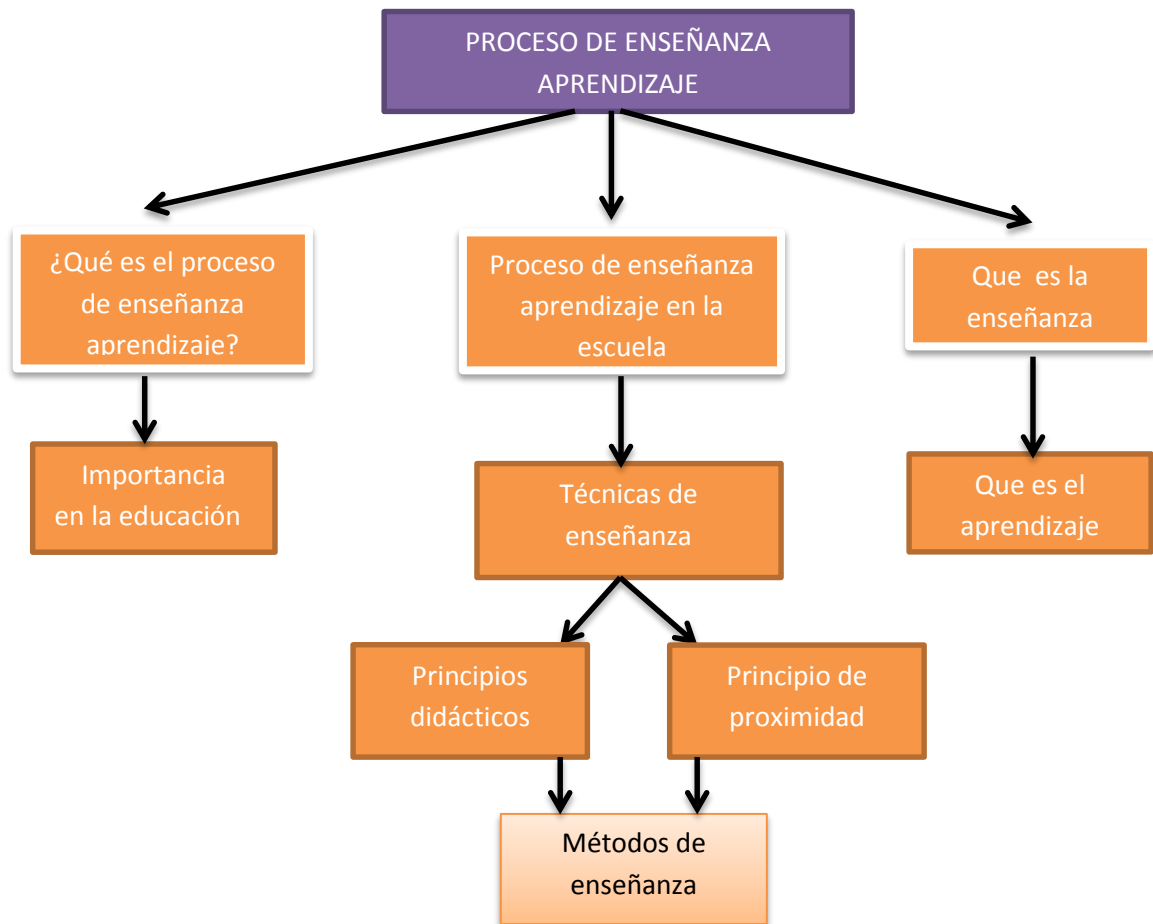 PROCESO DE ENSEÑANZA
APRENDIZAJE
¿Qué es el proceso
de enseñanza
aprendizaje?
Proceso de enseñanza
aprendizaje en la
escuela
Que es la
enseñanza
Importancia
en la educación
Técnicas de
enseñanza
Que es el
aprendizaje
Principios
didácticos
Principio de
proximidad
Métodos de
enseñanza